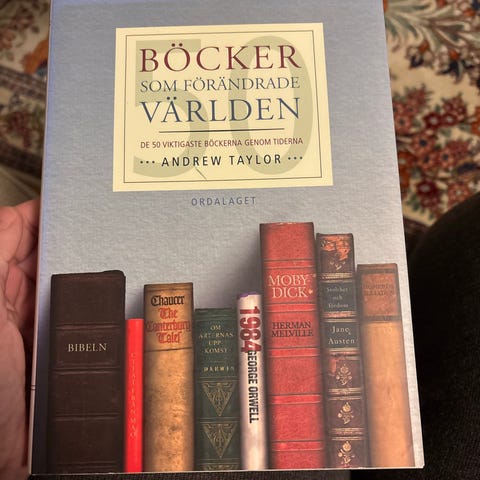 50
BÖCKER
SOM FÖRÄNDRADE
VÄRLDEN
DE 50 VIKTIGASTE BÖCKERNA GENOM TIDERNA
••• ANDREW TAYLOR •••
ORDALAGET
BIBELN
Chaucer
The
Canterbury
Tales
OM
ARTERNAS
UPP
KOMST
DARWIN
1984
GEORGE ORWELL
MOBY
DICK
HERMAN
MELVILLE
Stolthet
och
fördom
Jane
Austen